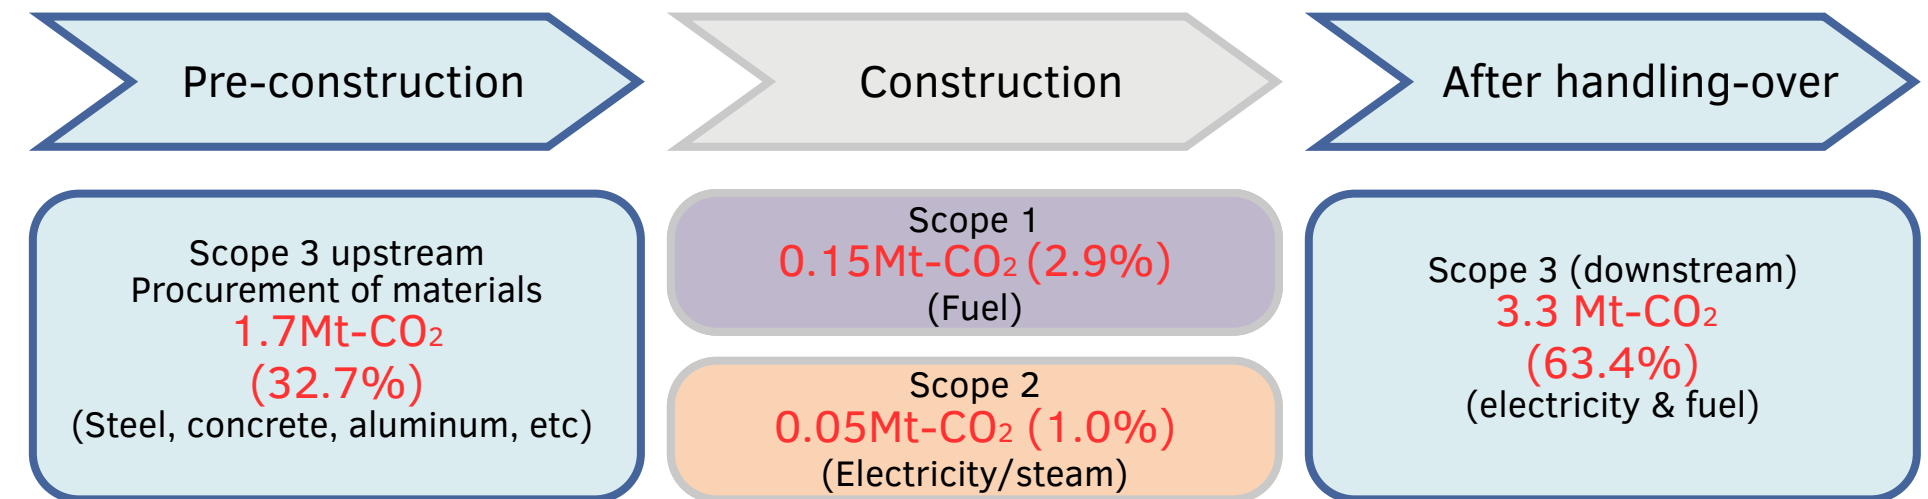 Pre-construction
Construction
After handling-over
Scope 3 upstream
Procurement of materials
1.7Mt-CO₂
(32.7%)
(Steel, concrete, aluminum, etc)
Scope 1
0.15Mt-CO₂ (2.9%)
(Fuel)
Scope 2
0.05Mt-CO₂ (1.0%)
(Electricity/steam)
Scope 3 (downstream)
3.3 Mt-CO₂
(63.4%)
(electricity & fuel)